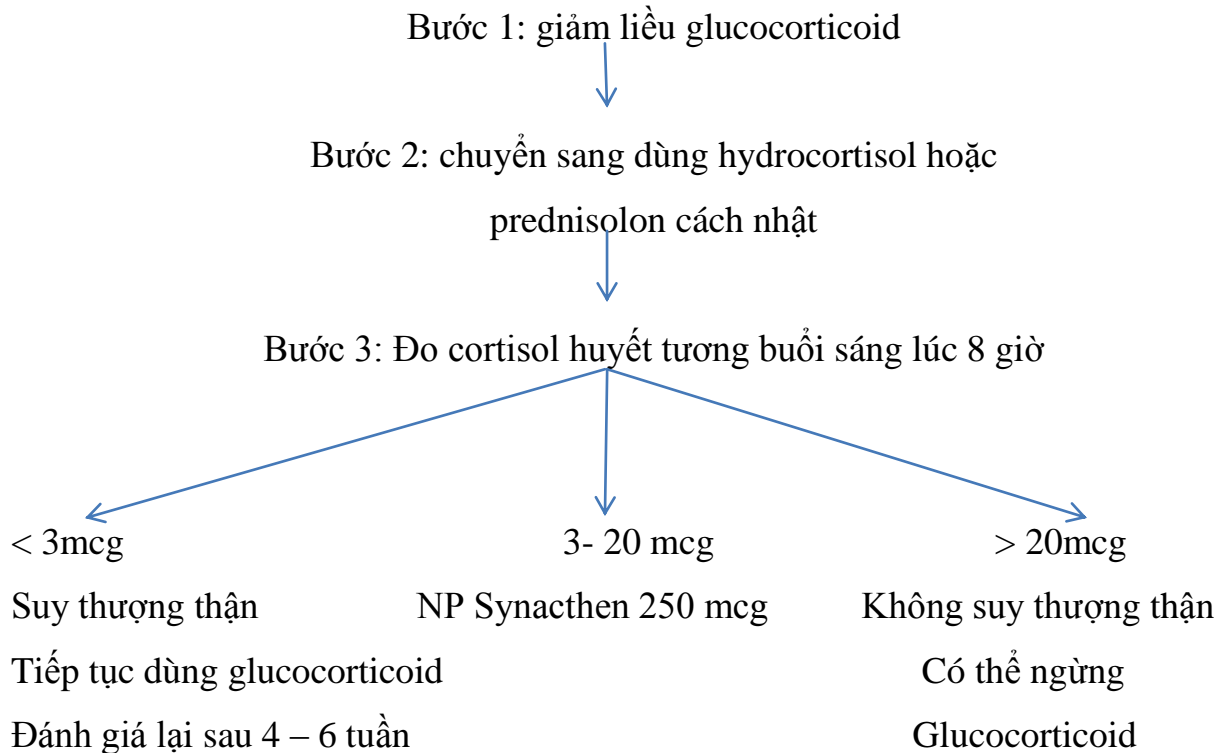 Bước 1: giảm liều glucocorticoid
Bước 2: chuyển sang dùng hydrocortisol hoặc
prednisolon cách nhật
Bước 3: Đo cortisol huyết tương buổi sáng lúc 8 giờ
< 3mcg
3- 20 mcg
> 20mcg
Suy thượng thận
NP Synacthen 250 mcg
Không suy thượng thận
Tiếp tục dùng glucocorticoid
Có thể ngừng
Đánh giá lại sau 4 – 6 tuần
Glucocorticoid